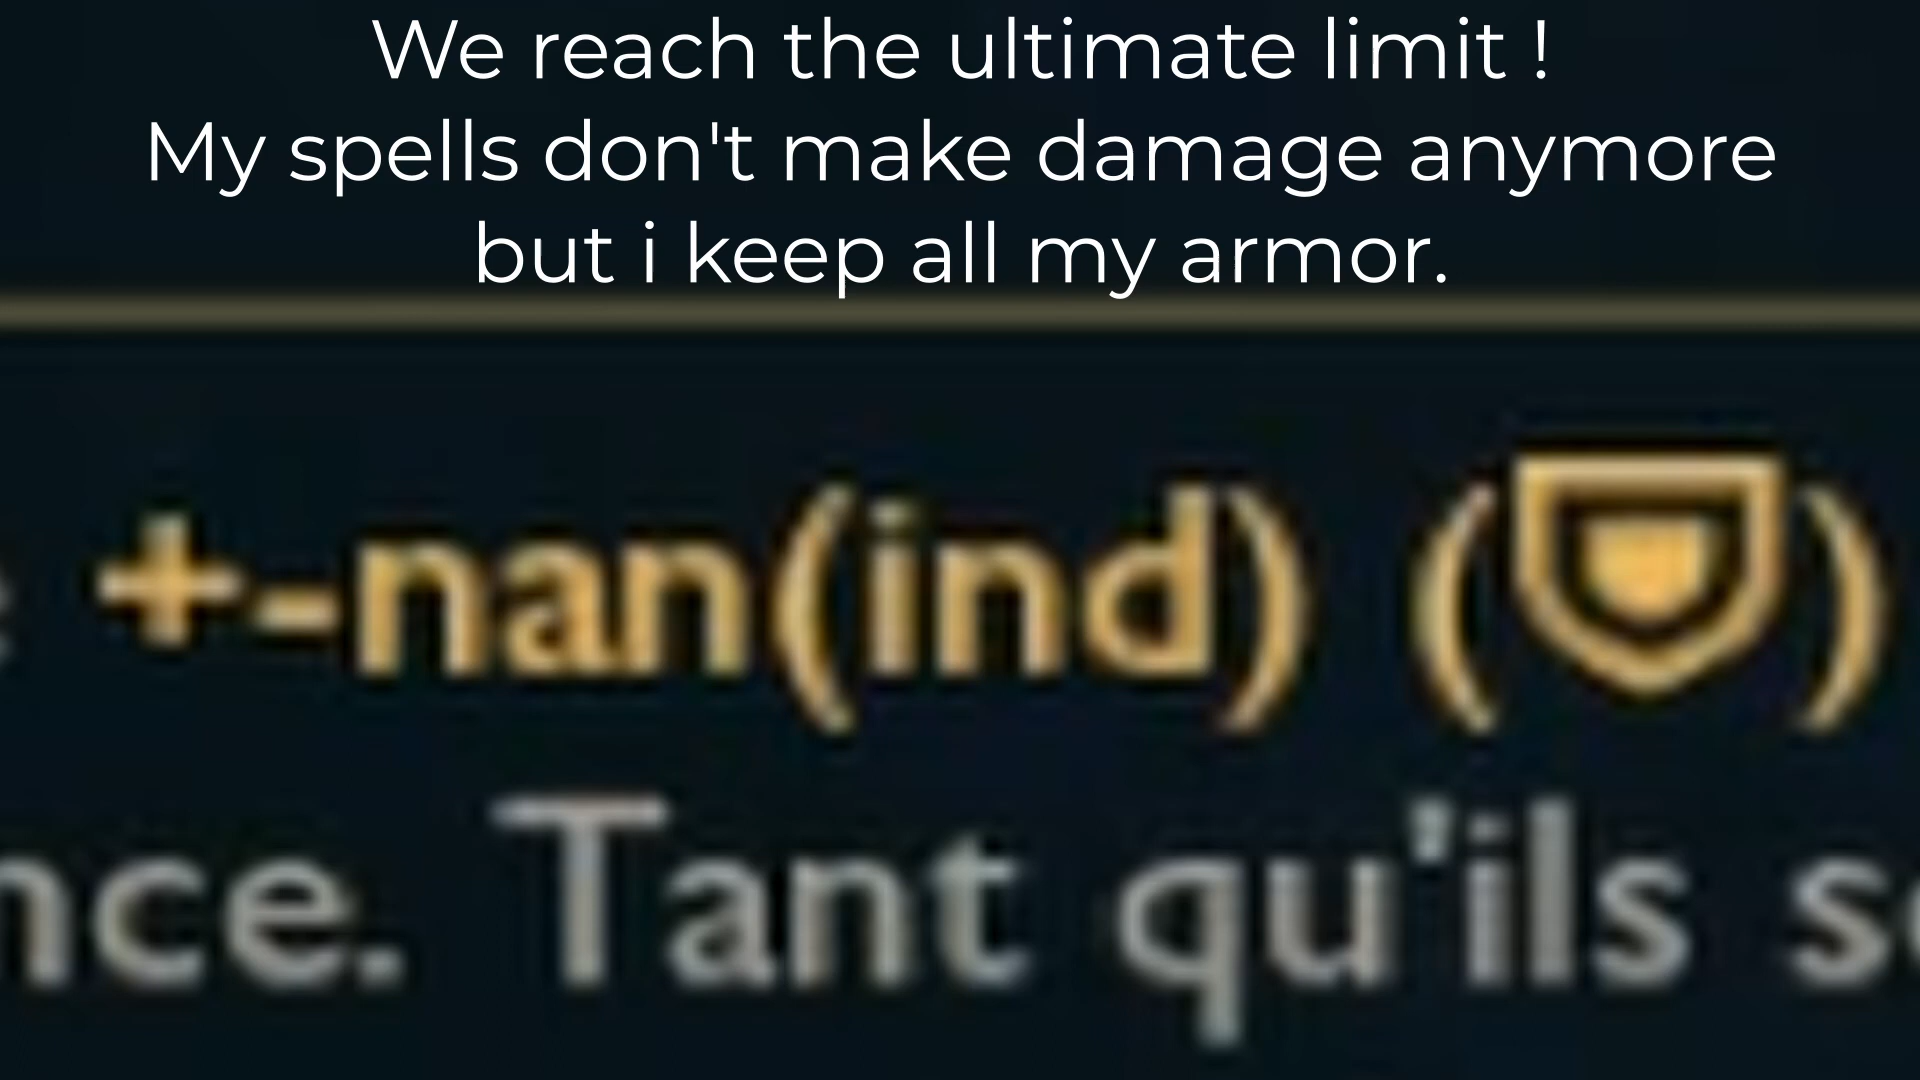 We reach the ultimate limit !
My spells don't make damage anymore
but i keep all my armor.
+-nan(ind) ( )
nce. Tant qu'ils s